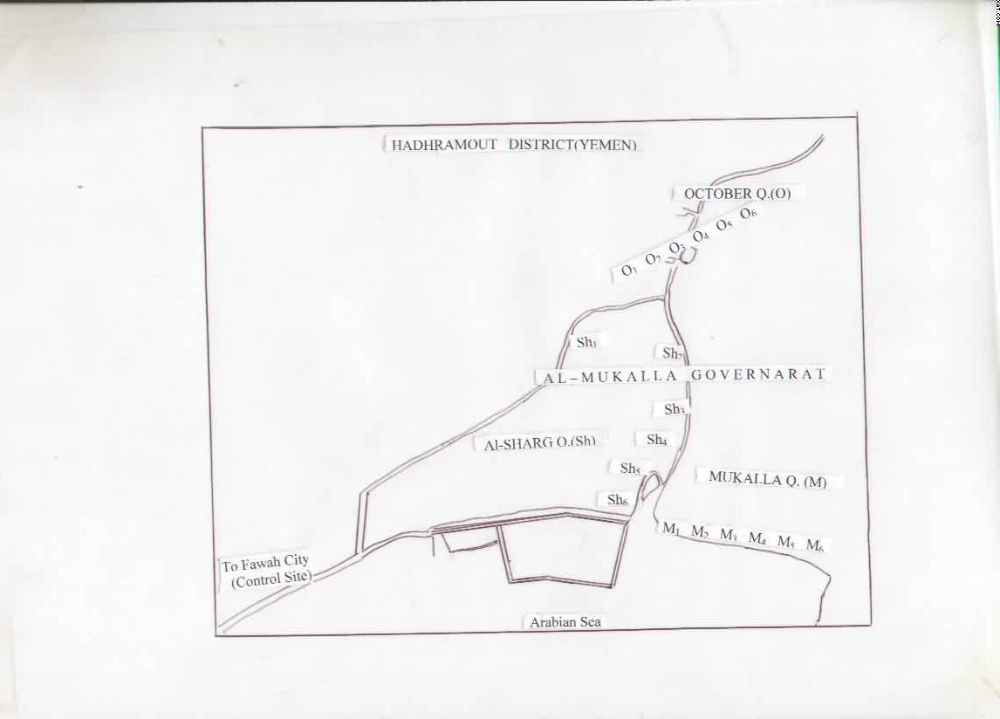 HADHRAMOUT DISTRICT(YEMEN)
OCTOBER Q.(O)
O₁ O₂ O₃ O₄ O₅ O₆
Sh₁
Sh₂
AL–MUKALLA GOVERNARAT
Sh₃
Al-SHARG O.(Sh)
Sh₄
Sh₅
MUKALLA Q. (M)
Sh₆
M₁ M₂ M₃ M₄ M₅ M₆
To Fawah City
(Control Site)
Arabian Sea